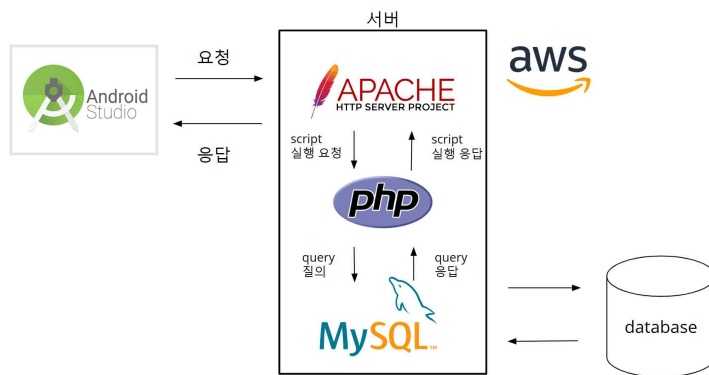 서버
요청
aws
Android
Studio
APACHE
HTTP SERVER PROJECT
응답
script
실행 요청
script
실행 응답
php
query
질의
query
응답
MySQL™
database